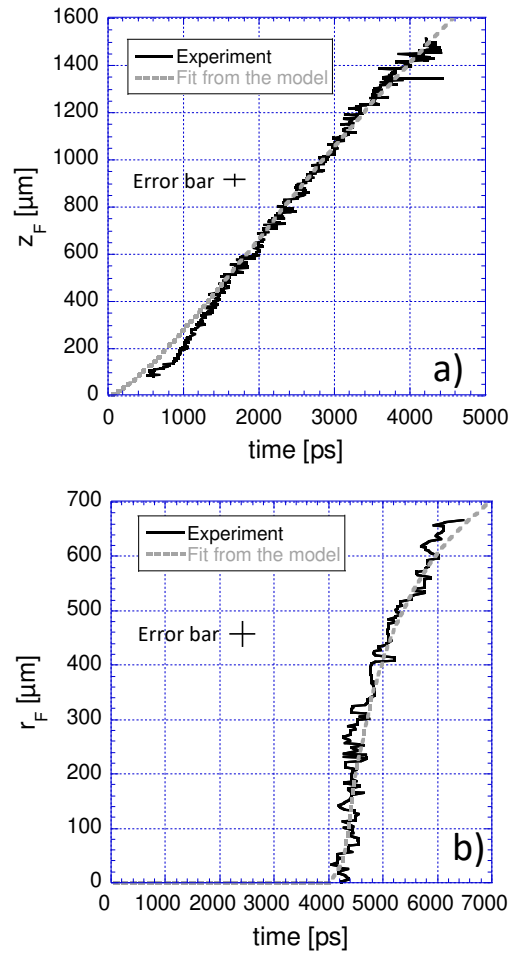 1600
1400
1200
1000
800
600
400
200
0
z_F [µm]
Experiment
Fit from the model
Error bar
a)
0 1000 2000 3000 4000 5000
time [ps]
700
600
500
400
300
200
100
0
r_F [µm]
Experiment
Fit from the model
Error bar
b)
0 1000 2000 3000 4000 5000 6000 7000
time [ps]